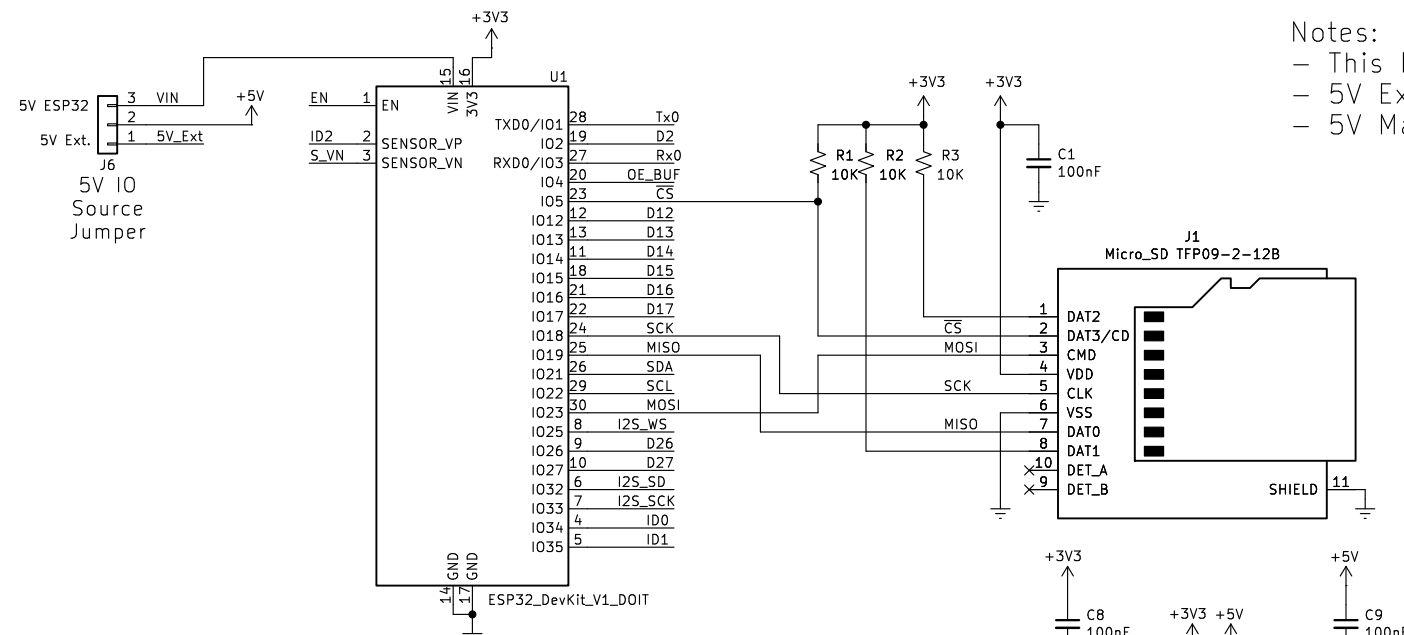 +3V3
Notes:
- This
- 5V
- 5V
15
16
U1
5V ESP32
3
VIN
+5V
2
5V Ext.
1
5V_Ext
J6
5V IO
Source
Jumper
EN
1
EN
VIN
3V3
ID2
2
SENSOR_VP
S_VN
3
SENSOR_VN
TXD0/IO1
28
Tx0
IO2
19
D2
RXD0/IO3
27
Rx0
IO4
20
OE_BUF
IO5
23
CS
IO12
12
D12
IO13
13
D13
IO14
11
D14
IO15
18
D15
IO16
21
D16
IO17
22
D17
IO18
24
SCK
IO19
25
MISO
IO21
26
SDA
IO22
29
SCL
IO23
30
MOSI
IO25
8
I2S_WS
IO26
9
D26
IO27
10
D27
IO32
6
I2S_SD
IO33
7
I2S_SCK
IO34
4
ID0
IO35
5
ID1
GND
GND
14
17
ESP32_DevKit_V1_DOIT
+3V3
+3V3
R1
10K
R2
10K
R3
10K
C1
100nF
J1
Micro_SD TFP09-2-12B
1
DAT2
CS
2
DAT3/CD
MOSI
3
CMD
4
VDD
SCK
5
CLK
6
VSS
MISO
7
DAT0
8
DAT1
10
DET_A
9
DET_B
SHIELD
11
+3V3
C8
100nF
+3V3
+5V
+5V
C9
100nF